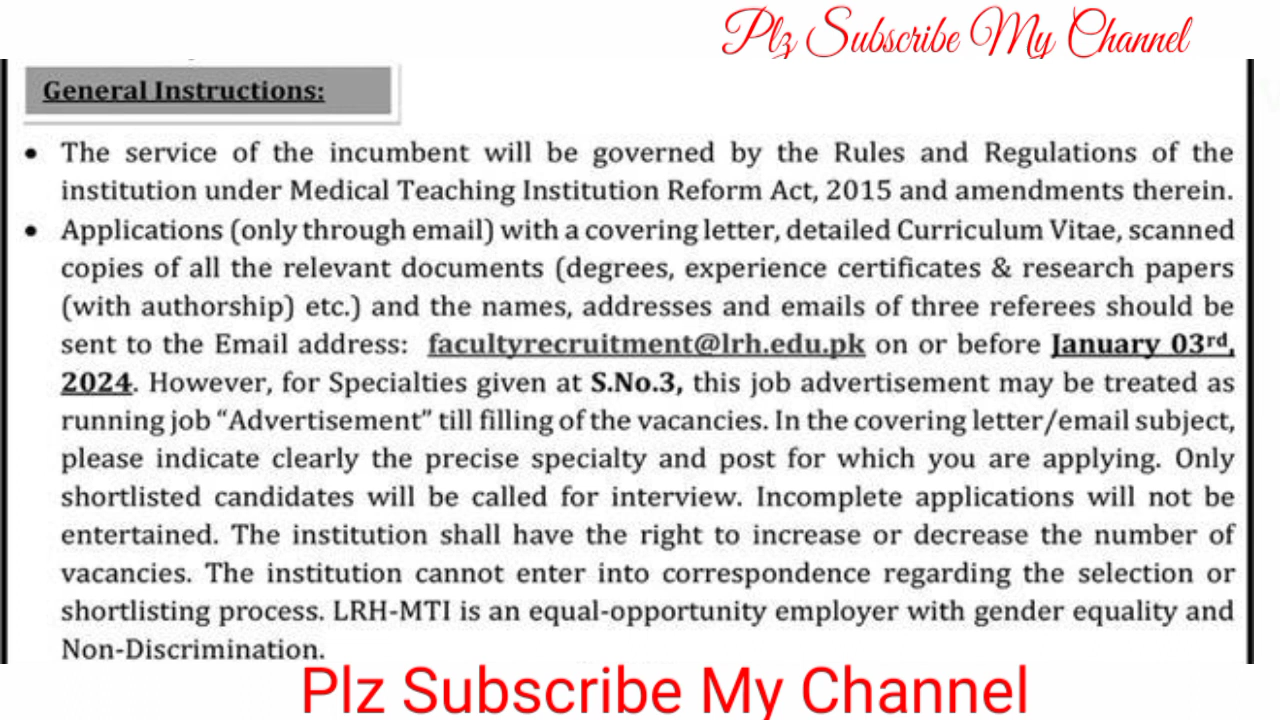 Plz Subscribe My Channel
General Instructions:
• The service of the incumbent will be governed by the Rules and Regulations of the
institution under Medical Teaching Institution Reform Act, 2015 and amendments therein.
• Applications (only through email) with a covering letter, detailed Curriculum Vitae, scanned
copies of all the relevant documents (degrees, experience certificates & research papers
(with authorship) etc.) and the names, addresses and emails of three referees should be
sent to the Email address: facultyrecruitment@lrh.edu.pk on or before January 03rd,
2024. However, for Specialties given at S.No.3, this job advertisement may be treated as
running job “Advertisement” till filling of the vacancies. In the covering letter/email subject,
please indicate clearly the precise specialty and post for which you are applying. Only
shortlisted candidates will be called for interview. Incomplete applications will not be
entertained. The institution shall have the right to increase or decrease the number of
vacancies. The institution cannot enter into correspondence regarding the selection or
shortlisting process. LRH-MTI is an equal-opportunity employer with gender equality and
Non-Discrimination.
Plz Subscribe My Channel